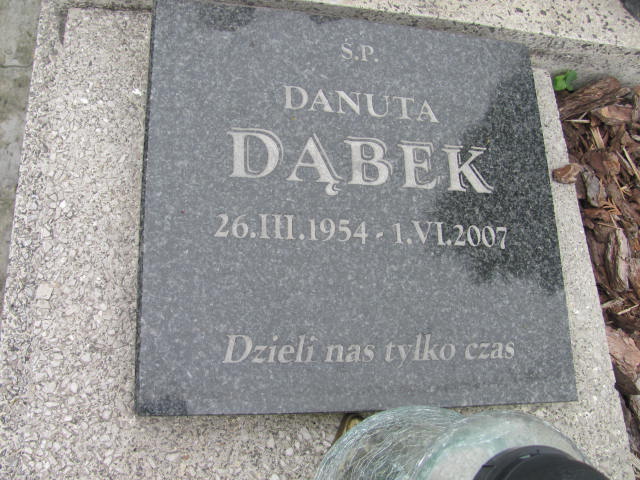 Ś.P.
DANUTA
DĄBEK
26.III.1954 - 1.VI.2007
Dzieli nas tylko czas